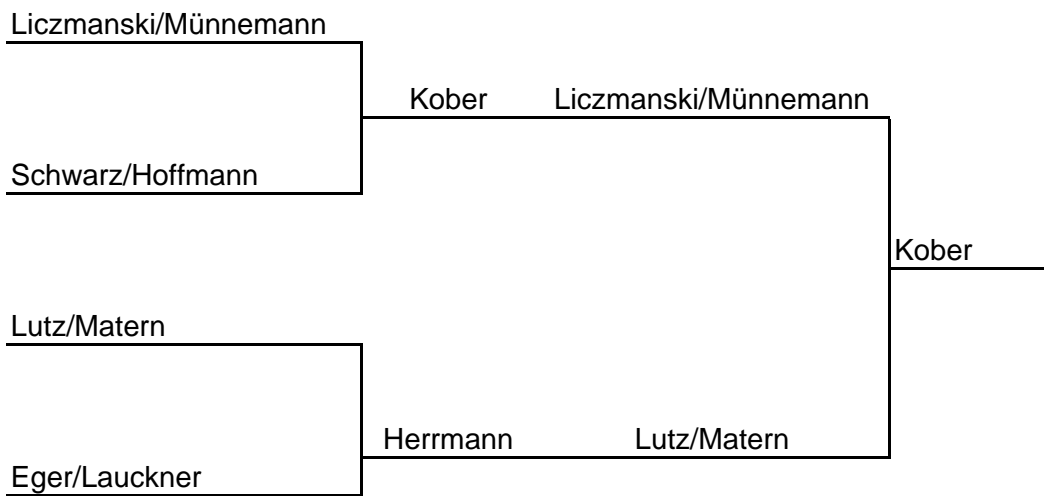 Liczmanski/Münnemann
Kober Liczmanski/Münnemann
Schwarz/Hoffmann
Kober
Lutz/Matern
Herrmann Lutz/Matern
Eger/Lauckner